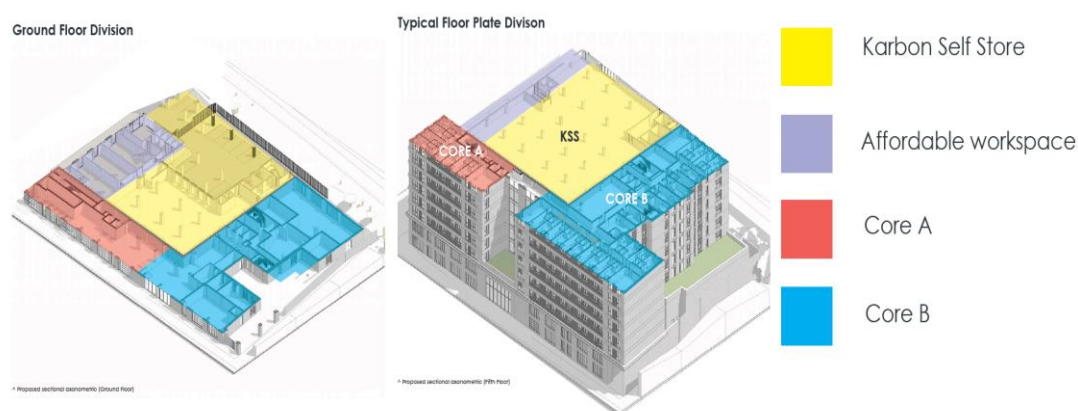 Ground Floor Division
^ Proposed sectional axonometric (Ground Floor)
Typical Floor Plate Divison
CORE A
KSS
CORE B
^ Proposed sectional axonometric (Fifth Floor)
Karbon Self Store
Affordable workspace
Core A
Core B